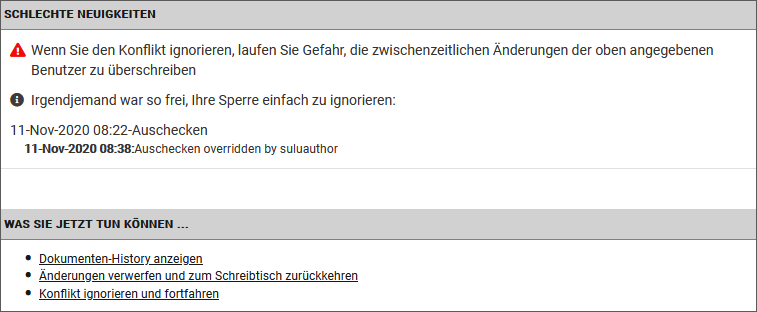 SCHLECHTE NEUIGKEITEN
Wenn Sie den Konflikt ignorieren, laufen Sie Gefahr, die zwischenzeitlichen Änderungen der oben angegebenen
Benutzer zu überschreiben
Irgendjemand war so frei, Ihre Sperre einfach zu ignorieren:
11-Nov-2020 08:22-Auschecken
11-Nov-2020 08:38:Auschecken overridden by suluauthor
WAS SIE JETZT TUN KÖNNEN ...
Dokumenten-History anzeigen
Änderungen verwerfen und zum Schreibtisch zurückkehren
Konflikt ignorieren und fortfahren